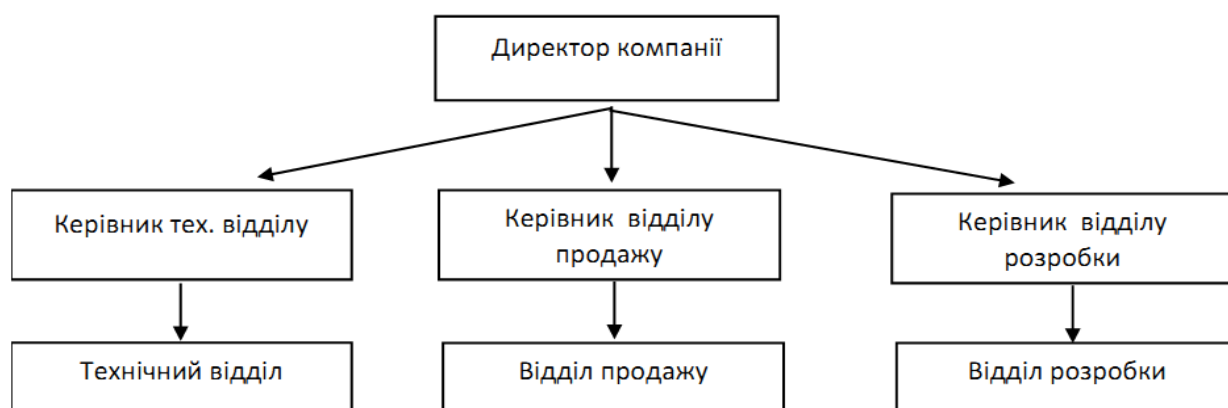 Директор компанії
Керівник тех. відділу
Керівник відділу
продажу
Керівник відділу
розробки
Технічний відділ
Відділ продажу
Відділ розробки